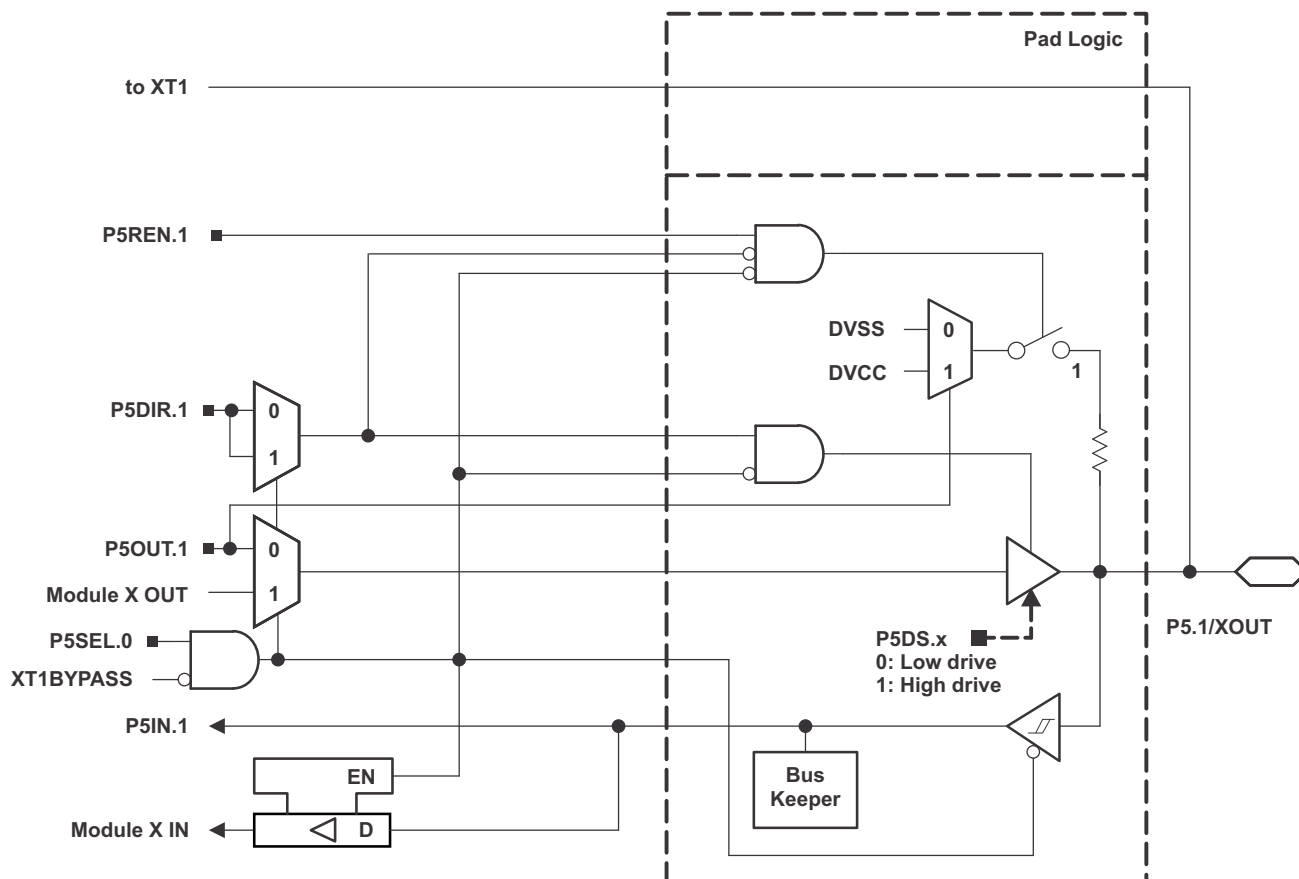 Pad Logic
to XT1
P5REN.1
DVSS
0
DVCC
1
1
P5DIR.1
0
1
P5OUT.1
0
Module X OUT
1
P5SEL.0
XT1BYPASS
P5DS.x
0: Low drive
1: High drive
P5.1/XOUT
P5IN.1
Bus
Keeper
EN
Module X IN
D